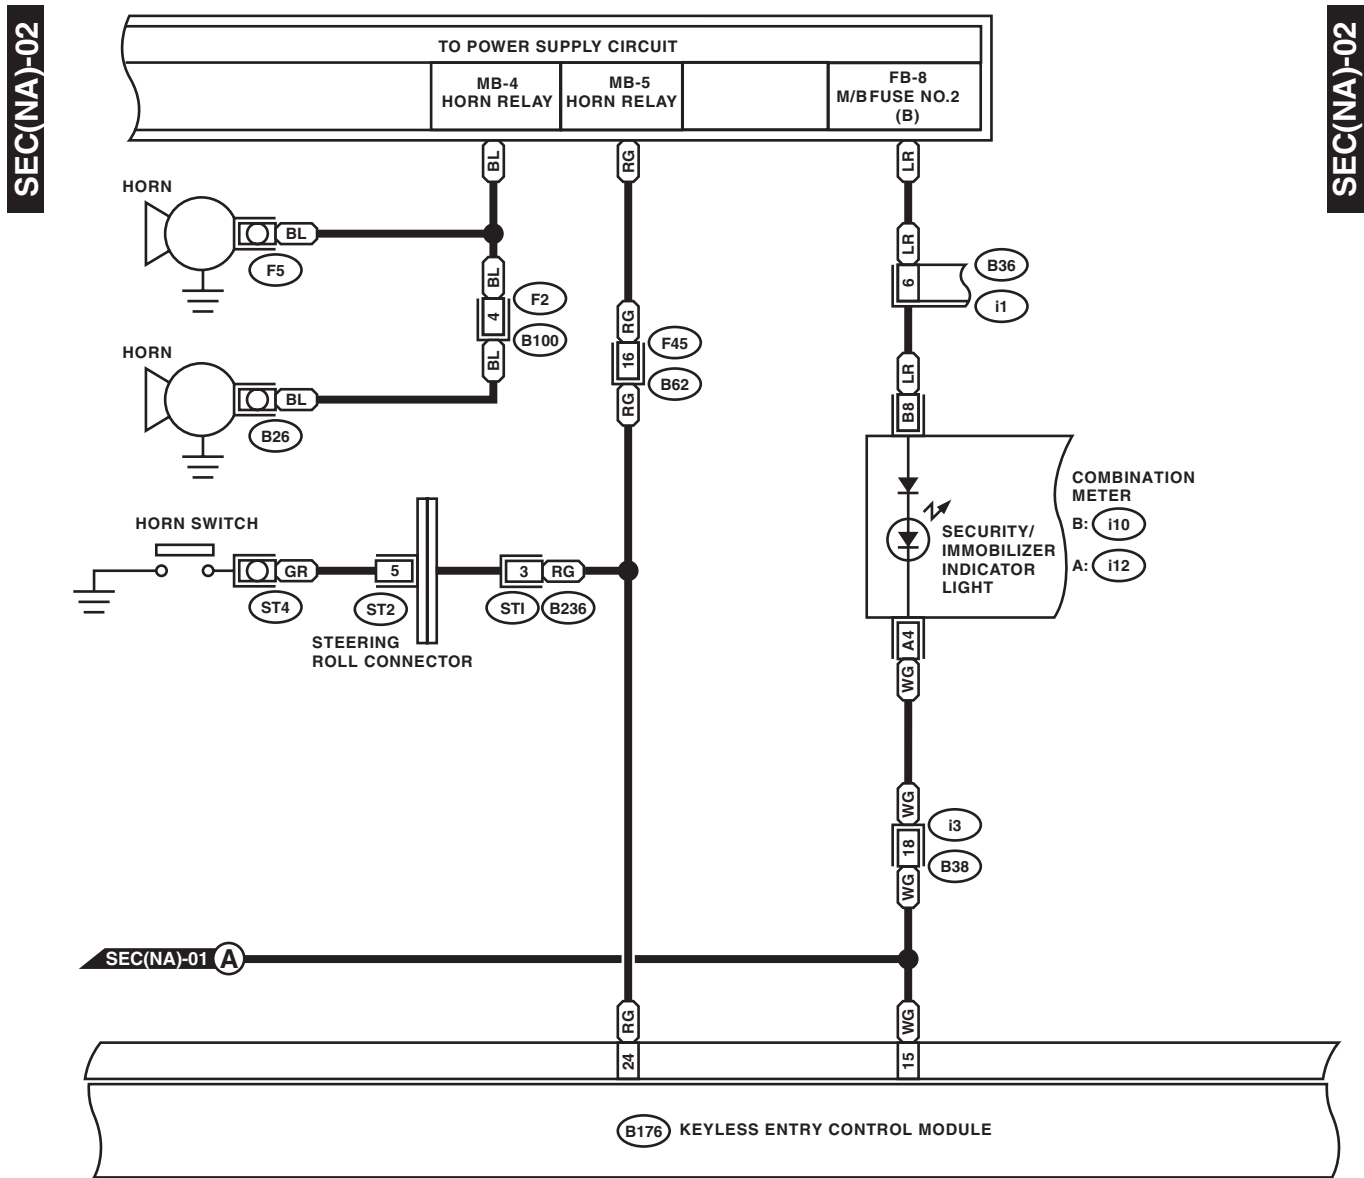 SEC(NA)-02
SEC(NA)-02
TO POWER SUPPLY CIRCUIT
MB-4
HORN RELAY
MB-5
HORN RELAY
FB-8
M/B FUSE NO.2
(B)
BL
RG
LR
HORN
BL
F5
BL
4
F2
B100
BL
HORN
BL
B26
RG
16
F45
B62
RG
LR
6
B36
i1
LR
B8
COMBINATION
METER
B: i10
A: i12
SECURITY/
IMMOBILIZER
INDICATOR
LIGHT
HORN SWITCH
GR
ST4
5
ST2
STEERING
ROLL CONNECTOR
3
RG
STI
B236
A4
WG
WG
18
i3
B38
WG
SEC(NA)-01
A
RG
WG
24
15
B176
KEYLESS ENTRY CONTROL MODULE